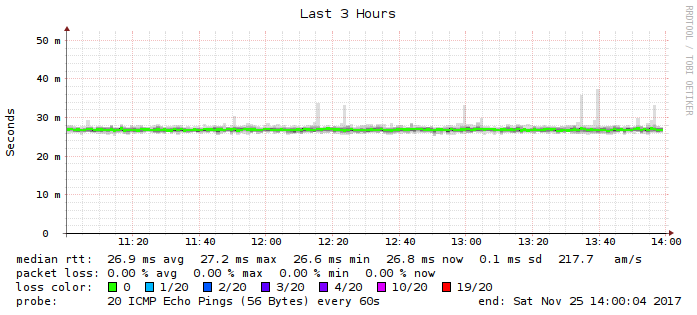 Last 3 Hours
RRDTOOL / TOBI OETIKER
Seconds
50 m
40 m
30 m
20 m
10 m
0
11:20 11:40 12:00 12:20 12:40 13:00 13:20 13:40 14:00
median rtt: 26.9 ms avg 27.2 ms max 26.6 ms min 26.8 ms now 0.1 ms sd 217.7 am/s
packet loss: 0.00 % avg 0.00 % max 0.00 % min 0.00 % now
loss color: 0 1/20 2/20 3/20 4/20 10/20 19/20
probe: 20 ICMP Echo Pings (56 Bytes) every 60s end: Sat Nov 25 14:00:04 2017